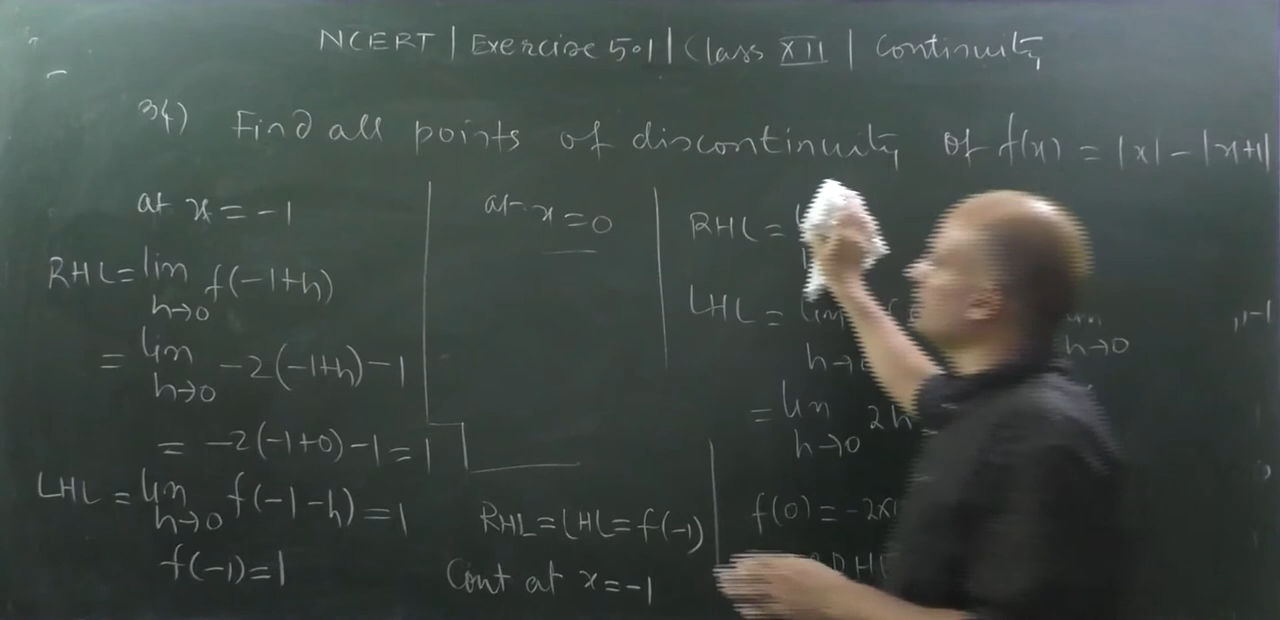 NCERT | Exercise 5.1 | Class XII | Continuity
34) Find all points of discontinuity of f(x) = |x| - |x+1|
at x = -1
RHL = lim f(-1+h)
h→0
= lim -2(-1+h)-1
h→0
= -2(-1+0)-1 = 1
LHL = lim f(-1-h) = 1
h→0
f(-1)=1
at x=0
RHL=LHL=f(-1)
Cont at x=-1
RHL =
LHL = lim
h→0
h→0
= lim 2h
h→0
f(0) = -2×
RHL